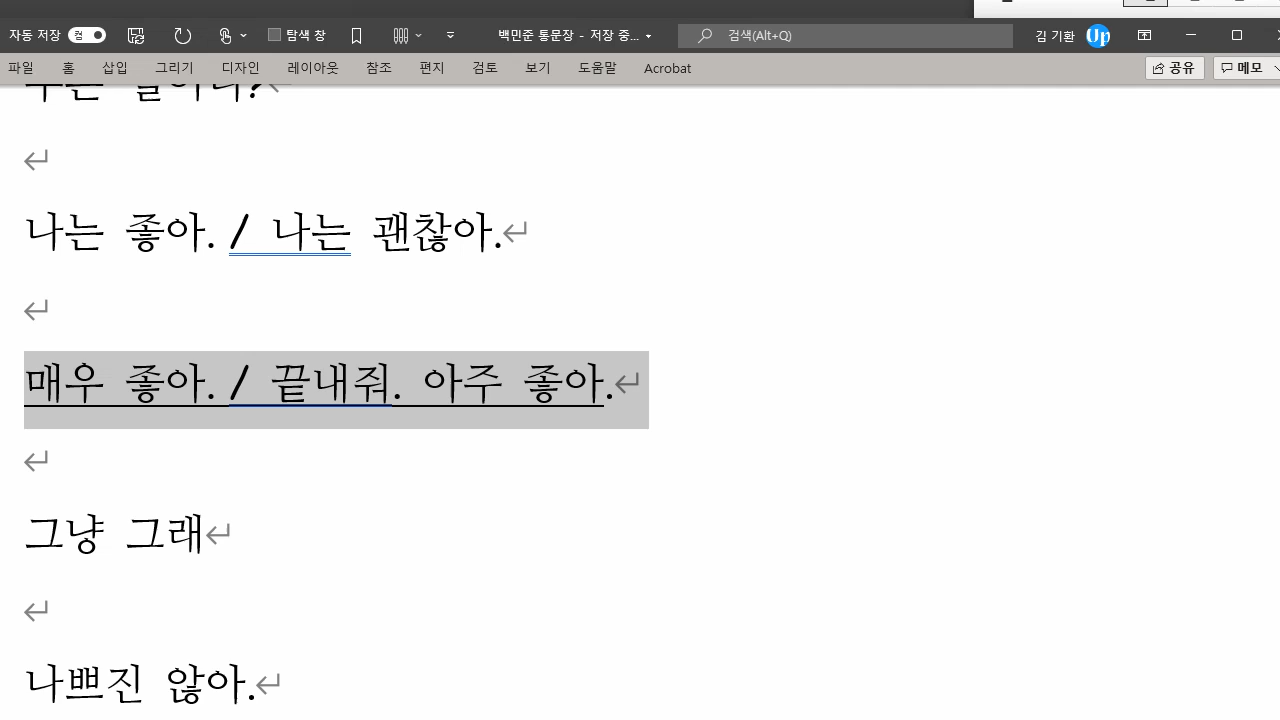 자동 저장 켬 탐색 창 백민준 통문장 - 저장 중... 검색(Alt+Q) 김 기환 Up
파일 홈 삽입 그리기 디자인 레이아웃 참조 편지 검토 보기 도움말 Acrobat 공유 메모
나는 좋아. / 나는 괜찮아.
매우 좋아. / 끝내줘. 아주 좋아.
그냥 그래
나쁘진 않아.